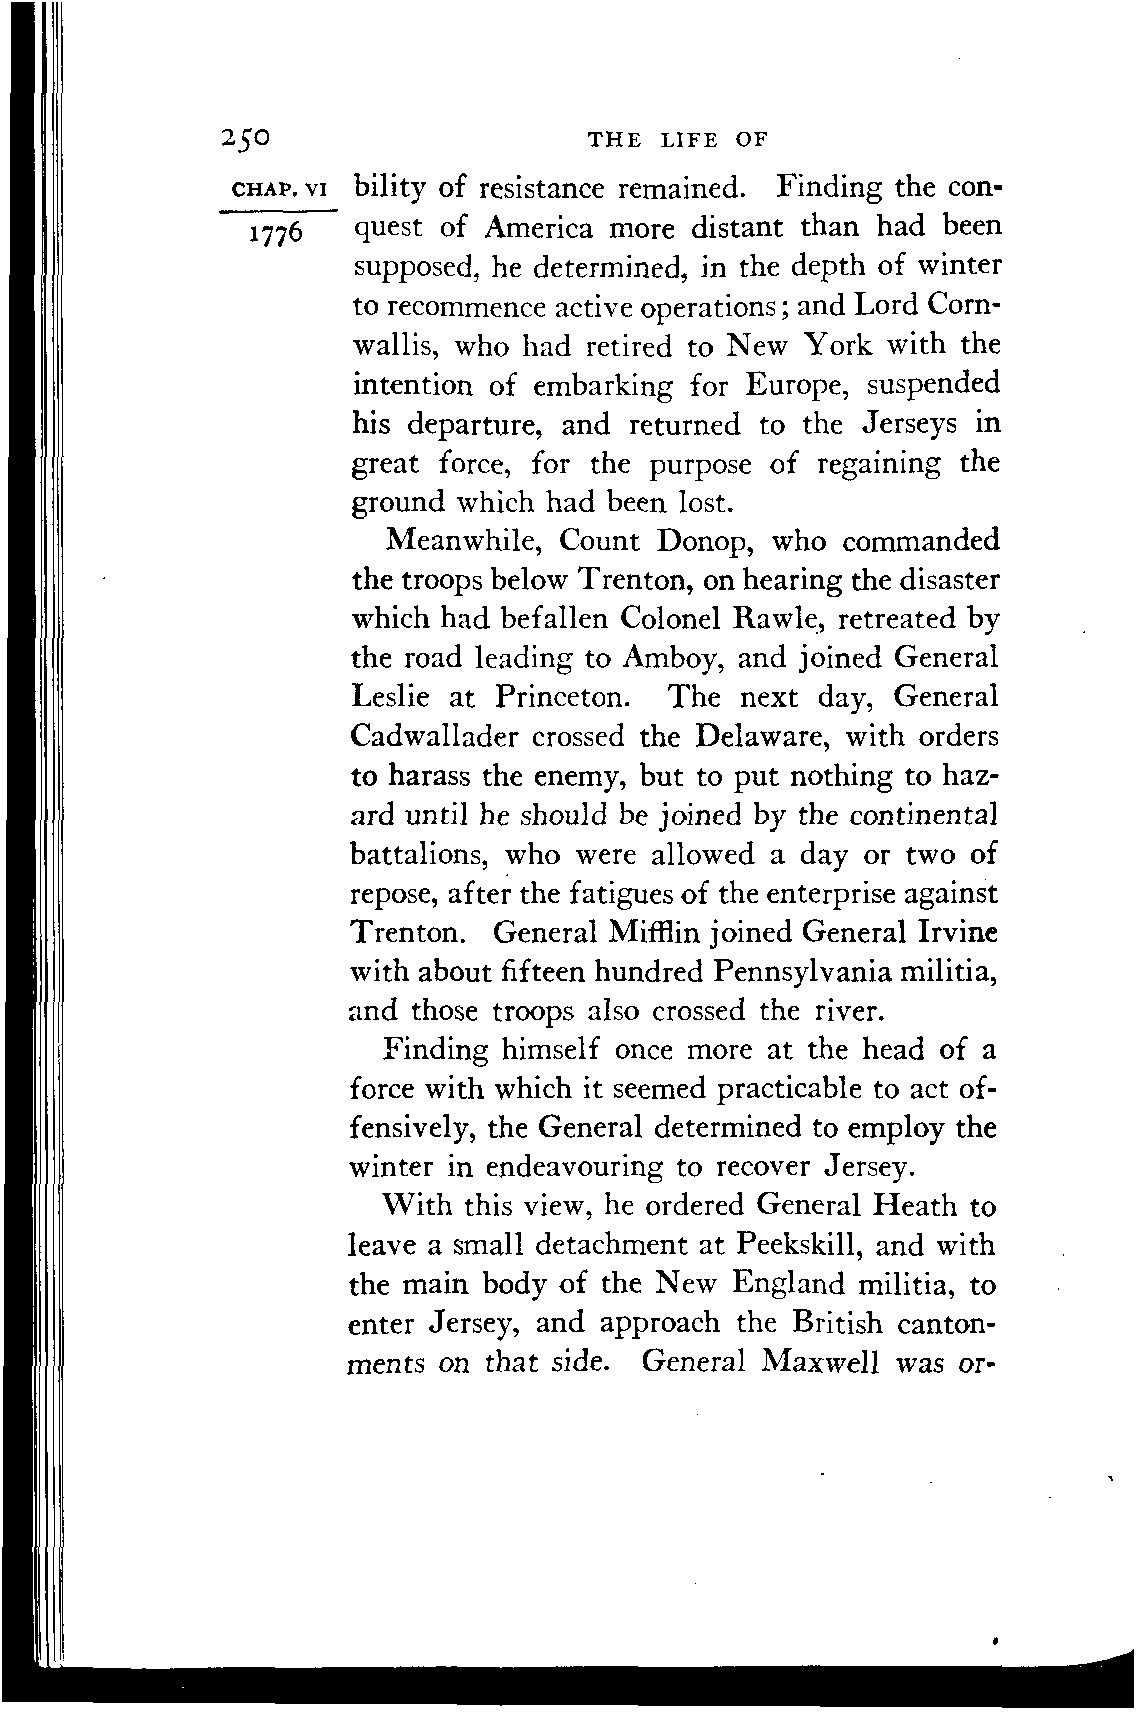 250 THE LIFE OF
CHAP. VI bility of resistance remained. Finding the con-
1776 quest of America more distant than had been
supposed, he determined, in the depth of winter
to recommence active operations; and Lord Corn-
wallis, who had retired to New York with the
intention of embarking for Europe, suspended
his departure, and returned to the Jerseys in
great force, for the purpose of regaining the
ground which had been lost.
Meanwhile, Count Donop, who commanded
the troops below Trenton, on hearing the disaster
which had befallen Colonel Rawle, retreated by
the road leading to Amboy, and joined General
Leslie at Princeton. The next day, General
Cadwallader crossed the Delaware, with orders
to harass the enemy, but to put nothing to haz-
ard until he should be joined by the continental
battalions, who were allowed a day or two of
repose, after the fatigues of the enterprise against
Trenton. General Mifflin joined General Irvine
with about fifteen hundred Pennsylvania militia,
and those troops also crossed the river.
Finding himself once more at the head of a
force with which it seemed practicable to act of-
fensively, the General determined to employ the
winter in endeavouring to recover Jersey.
With this view, he ordered General Heath to
leave a small detachment at Peekskill, and with
the main body of the New England militia, to
enter Jersey, and approach the British canton-
ments on that side. General Maxwell was or-